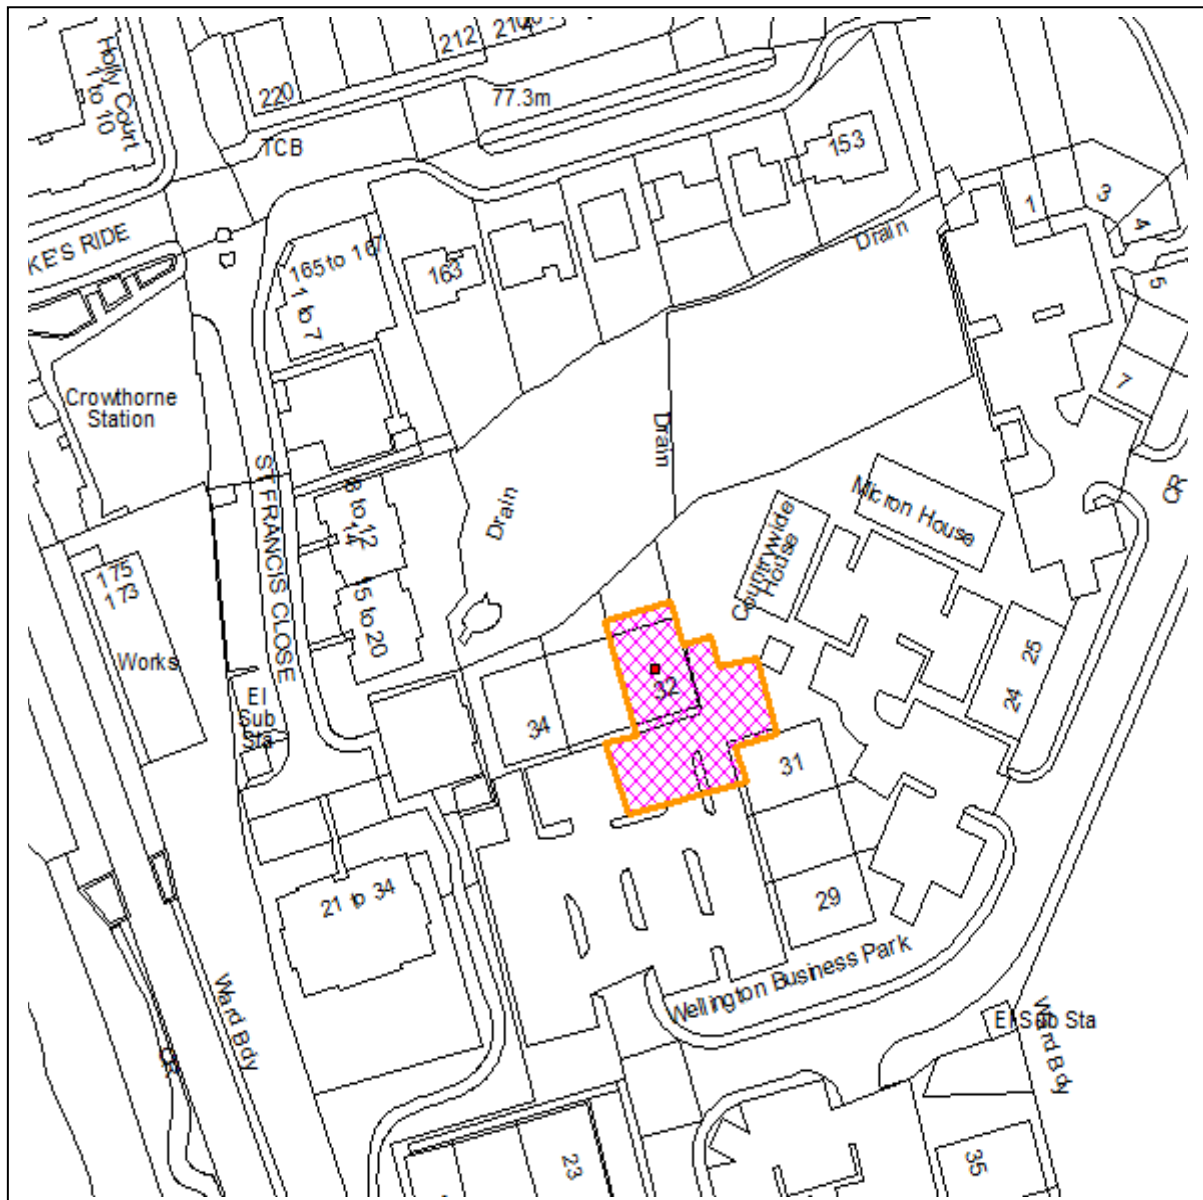 Holly Court
1 to 10
220
212
77.3m
TCB
153
1
3
4
5
7
KE'S RIDE
165 to 167
1 to 7
163
Drain
Crowthorne
Station
Drain
Drain
ST FRANCIS CLOSE
8 to 12
14
15 to 20
Micron House
Countrywide
House
CR
175
173
Works
El
Sub
Sta
32
34
31
25
24
29
21 to 34
Wellington Business Park
Ward Bdy
El Sub Sta
Ward Bdy
CR
23
35